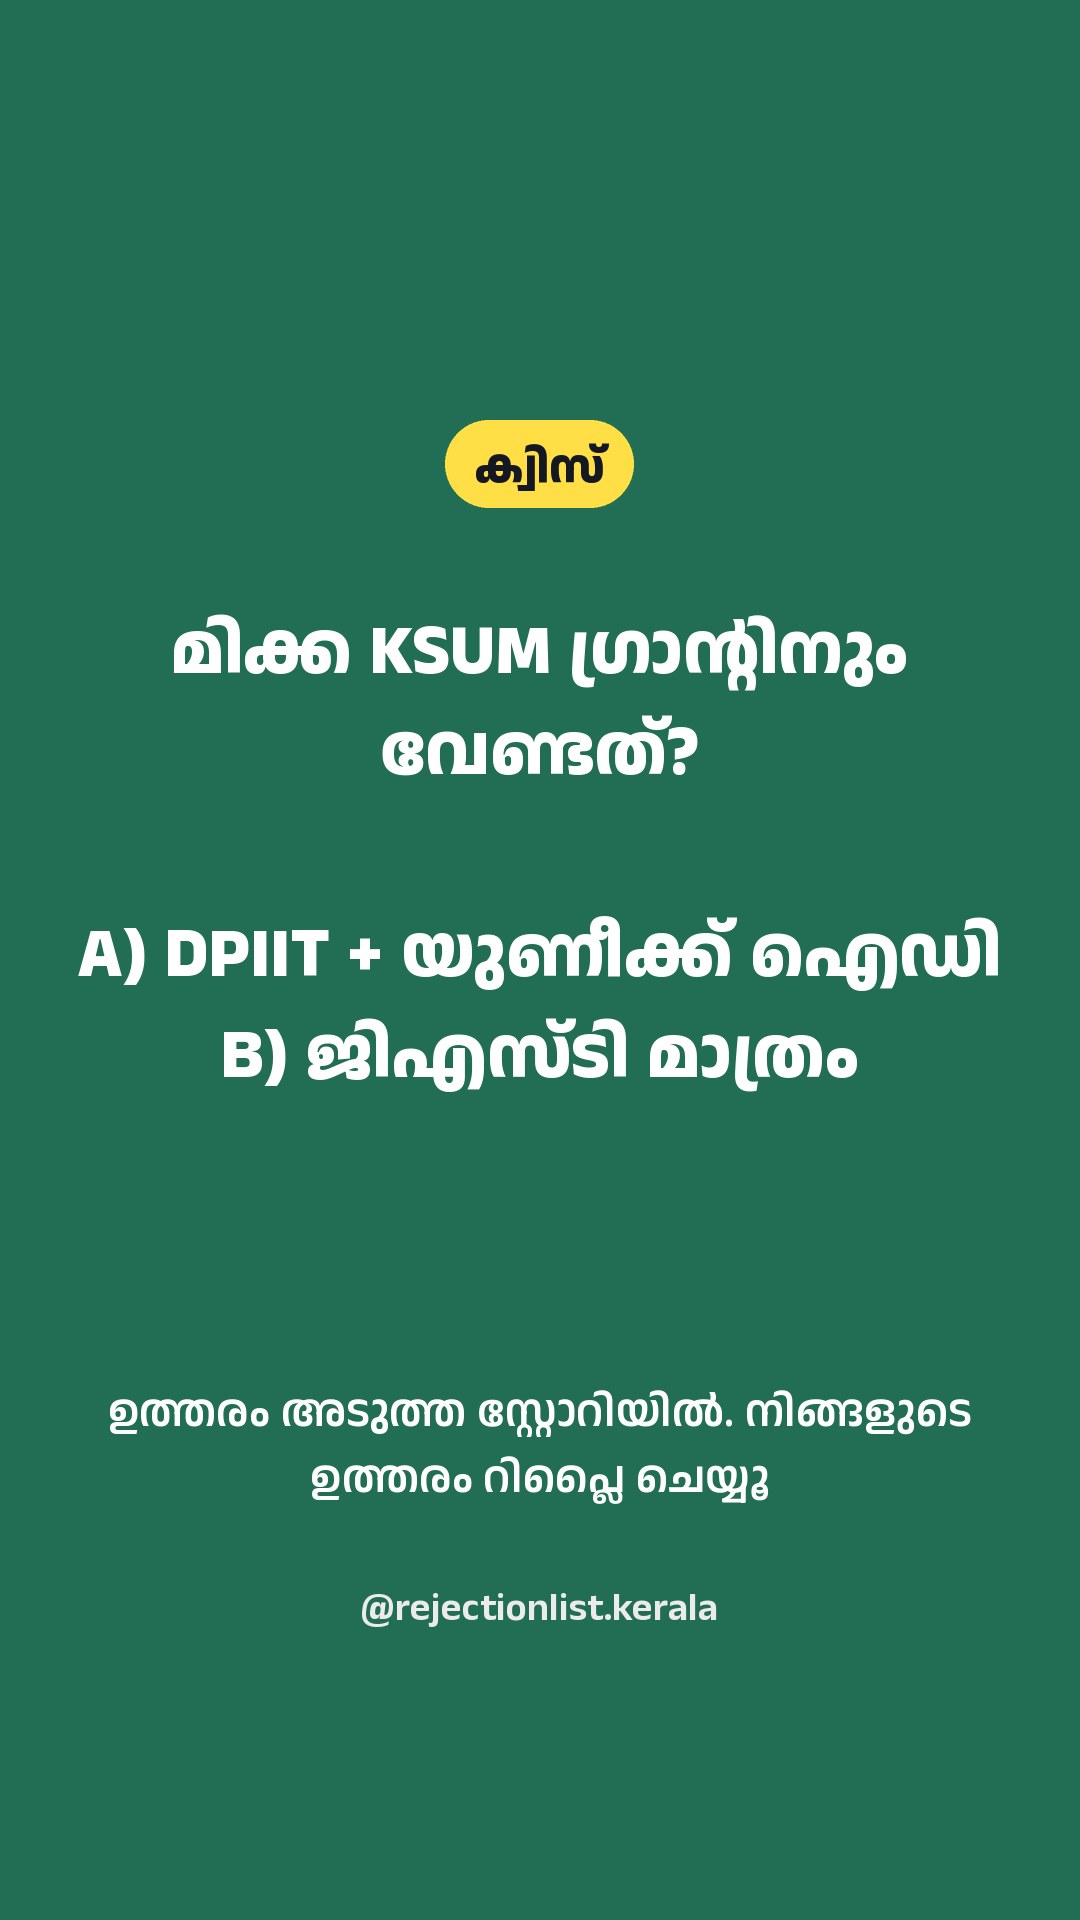 ക്വിസ്
മിക്ക KSUM ഗ്രാന്റിനും
വേണ്ടത്?
A) DPIIT + യുണീക്ക് ഐഡി
B) ജിഎസ്ടി മാത്രം
ഉത്തരം അടുത്ത സ്റ്റോറിയിൽ. നിങ്ങളുടെ
ഉത്തരം റിപ്ലൈ ചെയ്യൂ
@rejectionlist.kerala